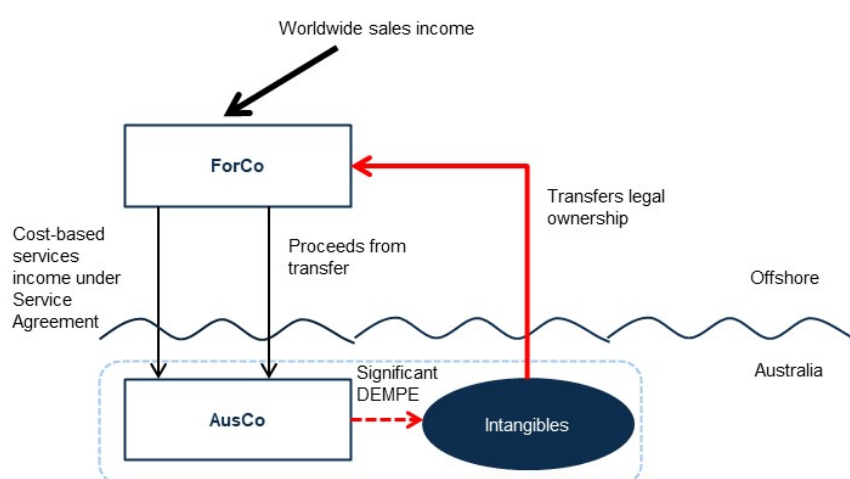 Worldwide sales income
ForCo
Transfers legal
ownership
Cost-based
services
income under
Service
Agreement
Proceeds from
transfer
Offshore
Australia
Significant
DEMPE
AusCo
Intangibles